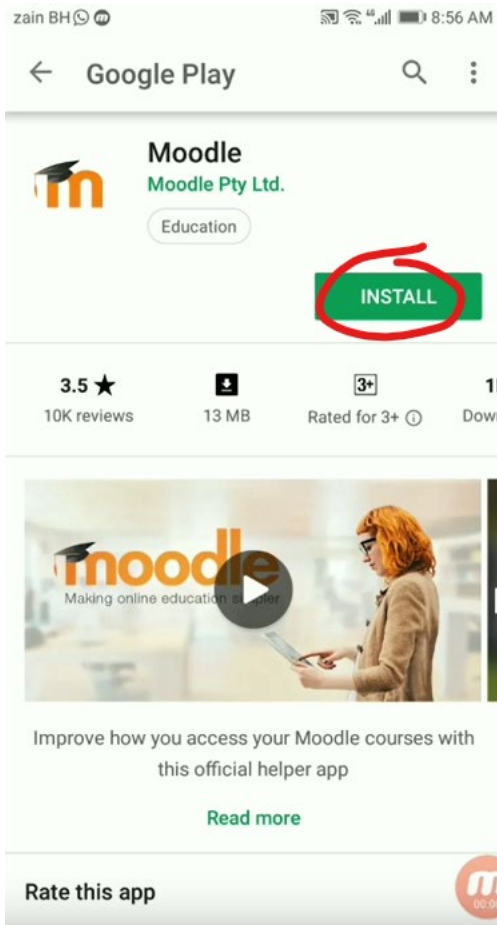 zain BH 46 8:56 AM
Google Play
Moodle
Moodle Pty Ltd.
Education
INSTALL
3.5 ★ 3+
10K reviews 13 MB Rated for 3+
moodle
Making online education simpler
Improve how you access your Moodle courses with
this official helper app
Read more
Rate this app